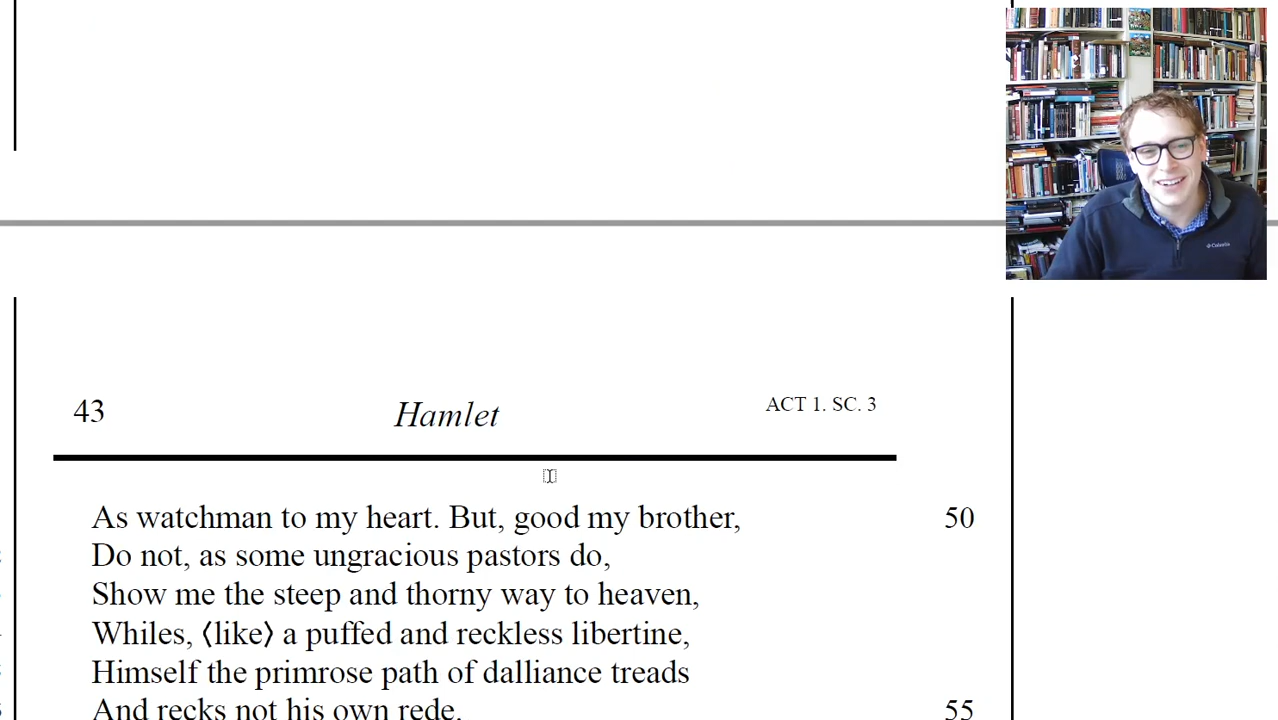 43 Hamlet ACT 1. SC. 3
As watchman to my heart. But, good my brother, 50
Do not, as some ungracious pastors do,
Show me the steep and thorny way to heaven,
Whiles, ⟨like⟩ a puffed and reckless libertine,
Himself the primrose path of dalliance treads
And recks not his own rede. 55
Columbia